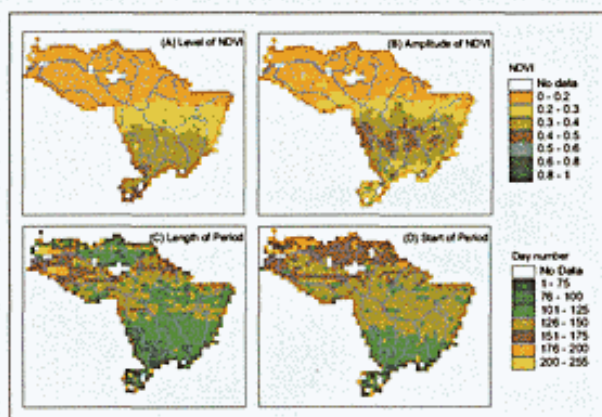 (A) Level of NDVI
(B) Amplitude of NDVI
NDVI
No data
0 - 0.2
0.2 - 0.3
0.3 - 0.4
0.4 - 0.5
0.5 - 0.6
0.6 - 0.8
0.8 - 1
(C) Length of Period
(D) Start of Period
Day number
No Data
1 - 75
76 - 100
101 - 125
126 - 150
151 - 175
176 - 200
200 - 255